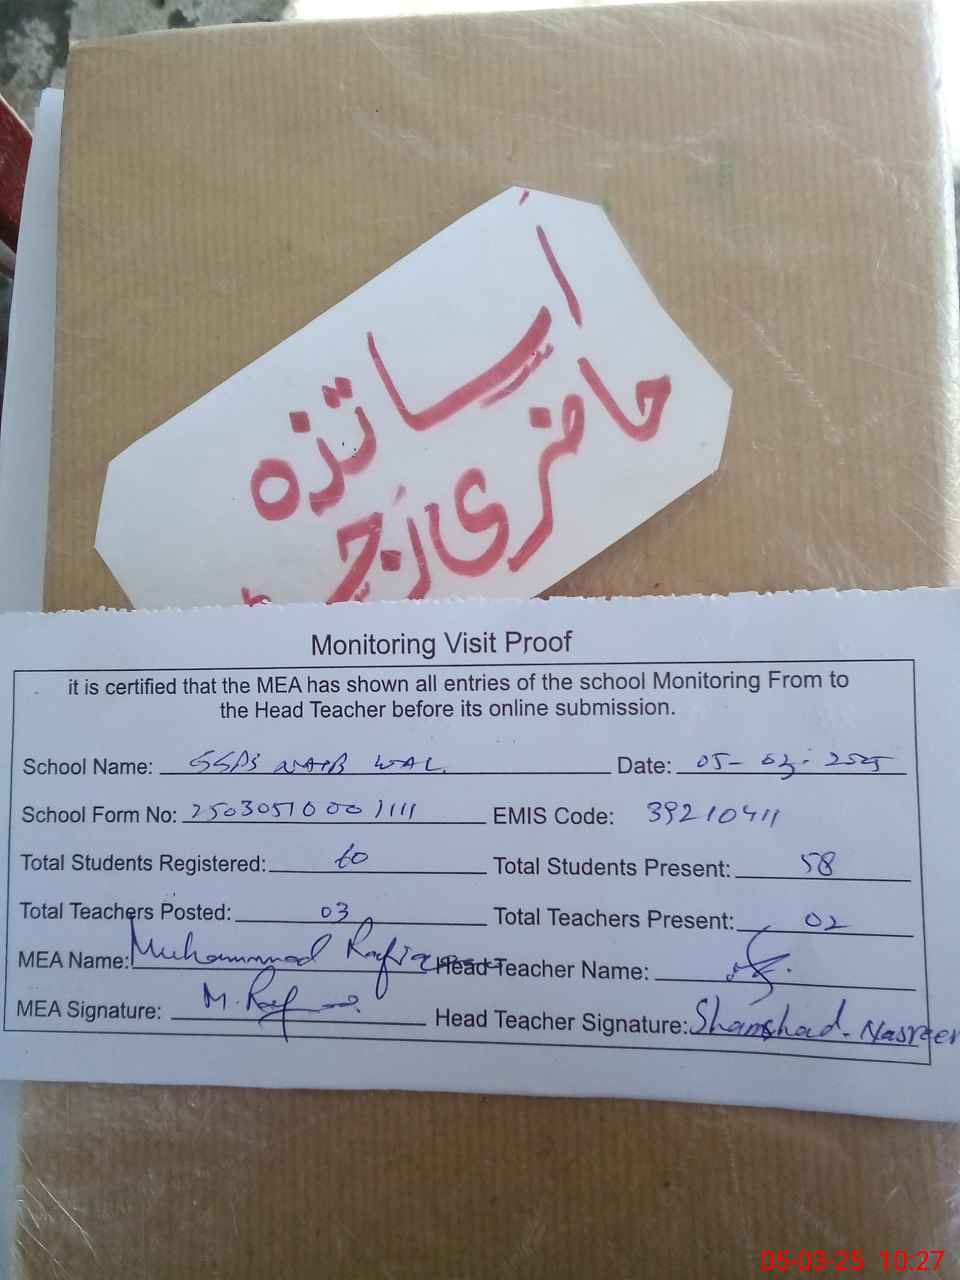 اساتذہ
حاضری رجـ
Monitoring Visit Proof
it is certified that the MEA has shown all entries of the school Monitoring From to
the Head Teacher before its online submission.
School Name: WAL Date: 05-03-2025
School Form No: 25030510001111 EMIS Code: 39210411
Total Students Registered: 60 Total Students Present: 58
Total Teachers Posted: 03 Total Teachers Present: 02
MEA Name: Muhammad Rafiq Head Teacher Name:
MEA Signature: Head Teacher Signature: Shamshad. Nasreen
05-03-25 10:27